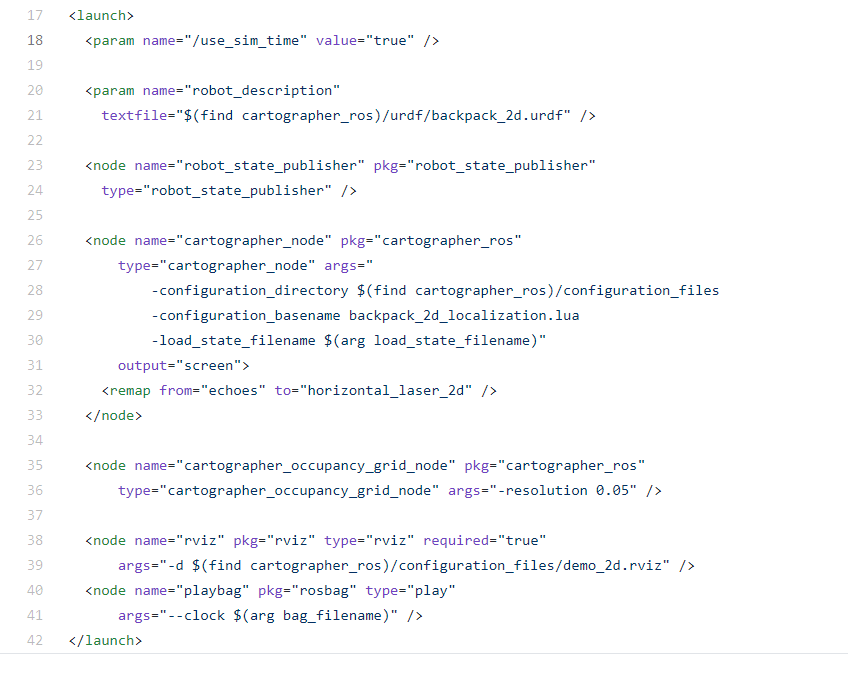 17 <launch>
18   <param name="/use_sim_time" value="true" />
19
20   <param name="robot_description"
21     textfile="$(find cartographer_ros)/urdf/backpack_2d.urdf" />
22
23   <node name="robot_state_publisher" pkg="robot_state_publisher"
24     type="robot_state_publisher" />
25
26   <node name="cartographer_node" pkg="cartographer_ros"
27       type="cartographer_node" args="
28           -configuration_directory $(find cartographer_ros)/configuration_files
29           -configuration_basename backpack_2d_localization.lua
30           -load_state_filename $(arg load_state_filename)"
31       output="screen">
32     <remap from="echoes" to="horizontal_laser_2d" />
33   </node>
34
35   <node name="cartographer_occupancy_grid_node" pkg="cartographer_ros"
36       type="cartographer_occupancy_grid_node" args="-resolution 0.05" />
37
38   <node name="rviz" pkg="rviz" type="rviz" required="true"
39       args="-d $(find cartographer_ros)/configuration_files/demo_2d.rviz" />
40   <node name="playbag" pkg="rosbag" type="play"
41       args="--clock $(arg bag_filename)" />
42 </launch>